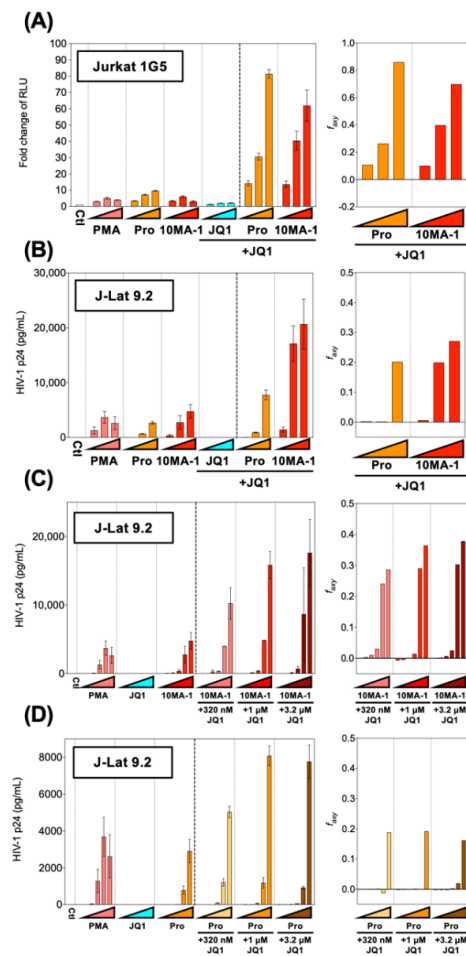 (A)
Jurkat 1G5
Fold change of RLU
100
90
80
70
60
50
40
30
20
10
0
Ctl
PMA
Pro
10MA-1
JQ1
Pro
10MA-1
+JQ1
faxy
1.0
0.8
0.6
0.4
0.2
0.0
-0.2
Pro
10MA-1
+JQ1
(B)
J-Lat 9.2
HIV-1 p24 (pg/mL)
30,000
20,000
10,000
0
Ctl
PMA
Pro
10MA-1
JQ1
Pro
10MA-1
+JQ1
faxy
0.5
0.4
0.3
0.2
0.1
0.0
Pro
10MA-1
+JQ1
(C)
J-Lat 9.2
HIV-1 p24 (pg/mL)
20,000
10,000
0
Ctl
PMA
JQ1
10MA-1
10MA-1 10MA-1 10MA-1
+320 nM +1 µM +3.2 µM
JQ1 JQ1 JQ1
faxy
0.5
0.4
0.3
0.2
0.1
0.0
10MA-1 10MA-1 10MA-1
+320 nM +1 µM +3.2 µM
JQ1 JQ1 JQ1
(D)
J-Lat 9.2
HIV-1 p24 (pg/mL)
8000
6000
4000
2000
0
Ctl
PMA
JQ1
Pro
Pro Pro Pro
+320 nM +1 µM +3.2 µM
JQ1 JQ1 JQ1
faxy
0.5
0.4
0.3
0.2
0.1
0.0
Pro Pro Pro
+320 nM +1 µM +3.2 µM
JQ1 JQ1 JQ1